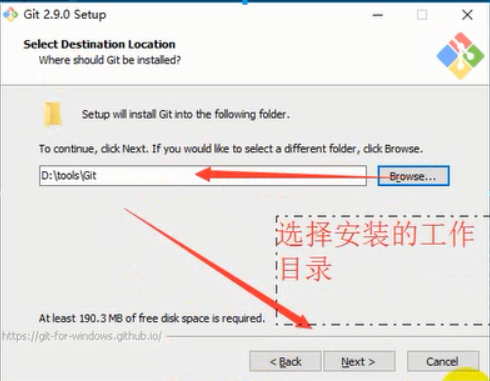 Git 2.9.0 Setup
Select Destination Location
Where should Git be installed?
Setup will install Git into the following folder.
To continue, click Next. If you would like to select a different folder, click Browse.
D:\tools\Git
Browse...
选择安装的工作
目录
At least 190.3 MB of free disk space is required.
https://git-for-windows.github.io/
< Back
Next >
Cancel